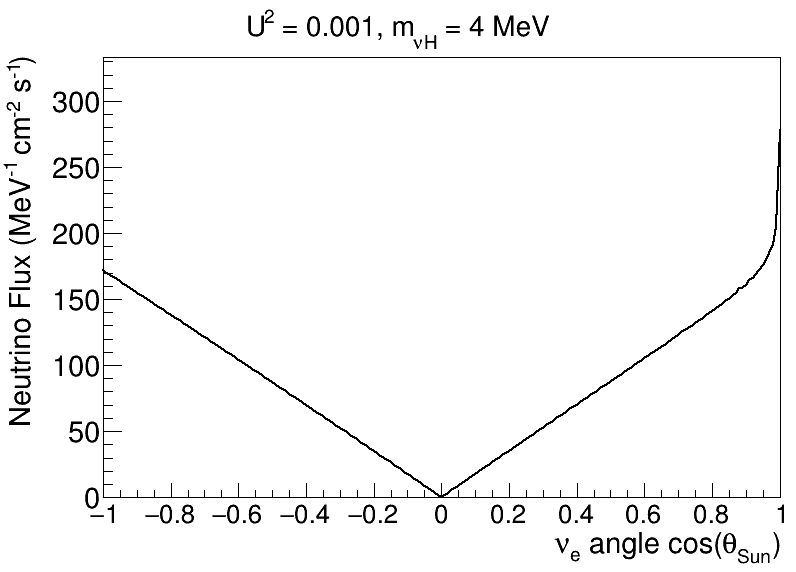 U² = 0.001, m_νH = 4 MeV
Neutrino Flux (MeV⁻¹ cm⁻² s⁻¹)
300
250
200
150
100
50
0
−1 −0.8 −0.6 −0.4 −0.2 0 0.2 0.4 0.6 0.8 1
ν_e angle cos(θ_Sun)